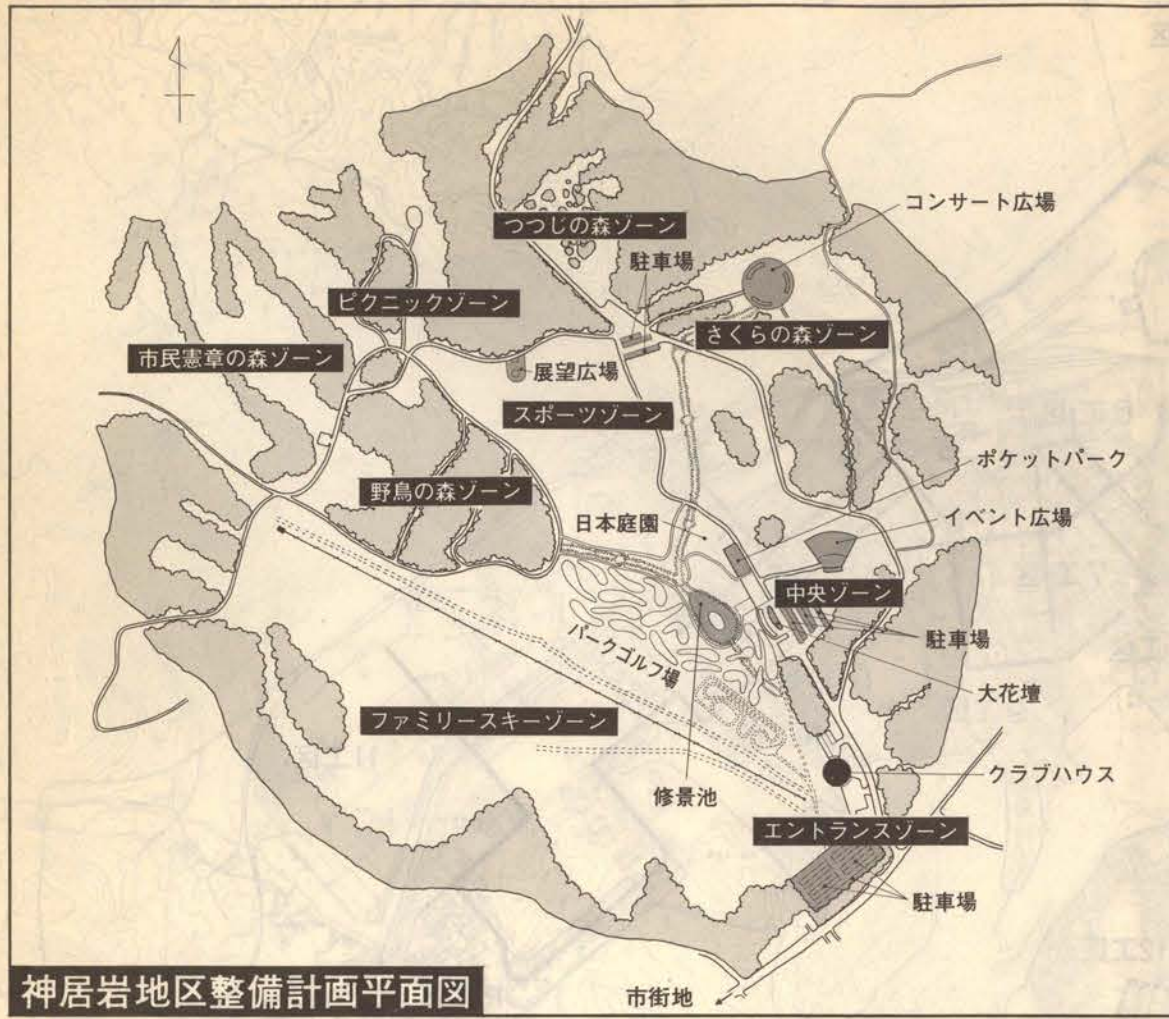 コンサート広場
つつじの森ゾーン
駐車場
ピクニックゾーン
さくらの森ゾーン
市民憲章の森ゾーン
展望広場
スポーツゾーン
ポケットパーク
野鳥の森ゾーン
日本庭園
イベント広場
中央ゾーン
駐車場
パークゴルフ場
大花壇
ファミリースキーゾーン
クラブハウス
修景池
エントランスゾーン
駐車場
神居岩地区整備計画平面図
市街地